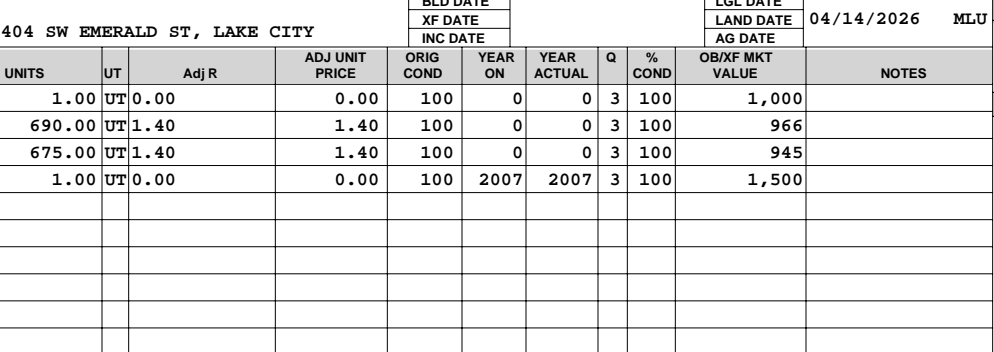 BLD DATE LGL DATE
XF DATE LAND DATE 04/14/2026 MLU
404 SW EMERALD ST, LAKE CITY INC DATE AG DATE
UNITS UT Adj R ADJ UNIT PRICE ORIG COND YEAR ON YEAR ACTUAL Q % COND OB/XF MKT VALUE NOTES
1.00 UT 0.00 0.00 100 0 0 3 100 1,000
690.00 UT 1.40 1.40 100 0 0 3 100 966
675.00 UT 1.40 1.40 100 0 0 3 100 945
1.00 UT 0.00 0.00 100 2007 2007 3 100 1,500